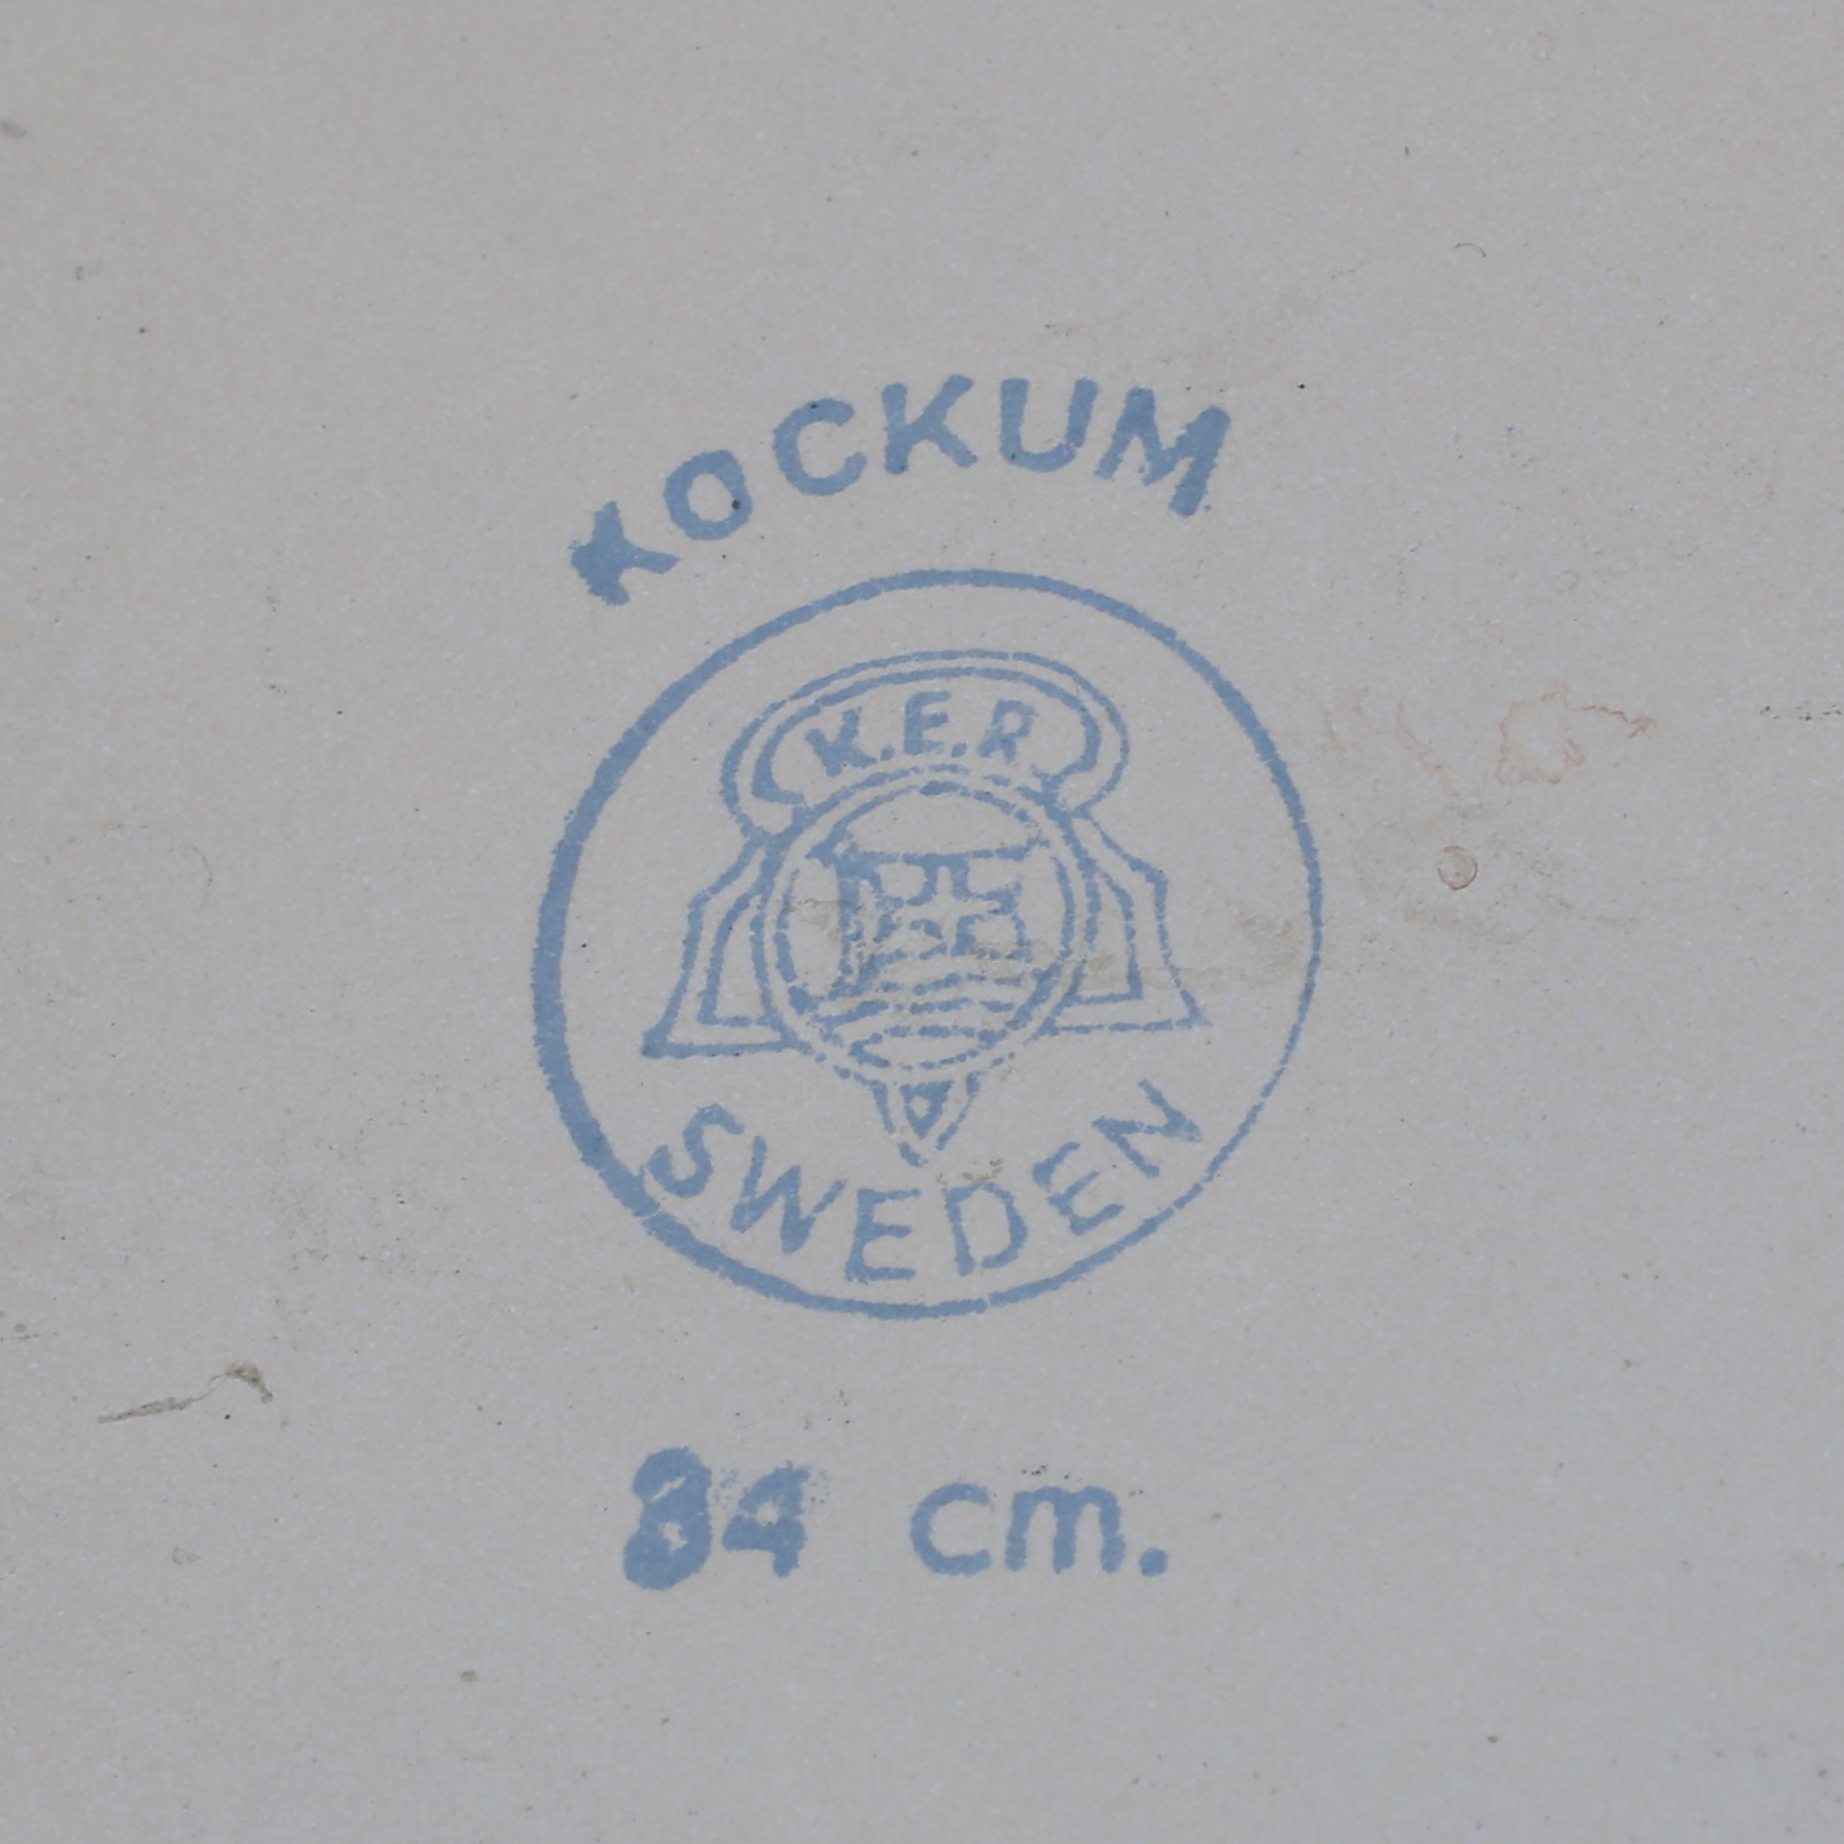 KOCKUM
K.E.R
SWEDEN
34 cm.